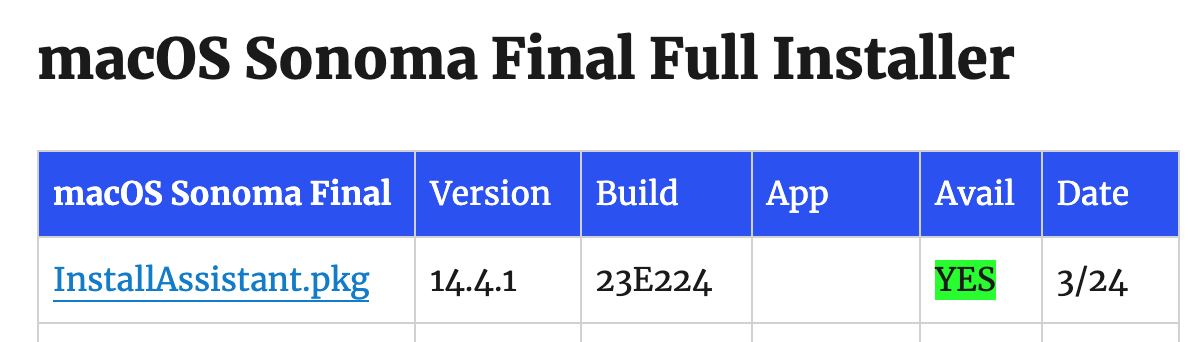 macOS Sonoma Final Full Installer
macOS Sonoma Final Version Build App Avail Date
InstallAssistant.pkg 14.4.1 23E224 YES 3/24